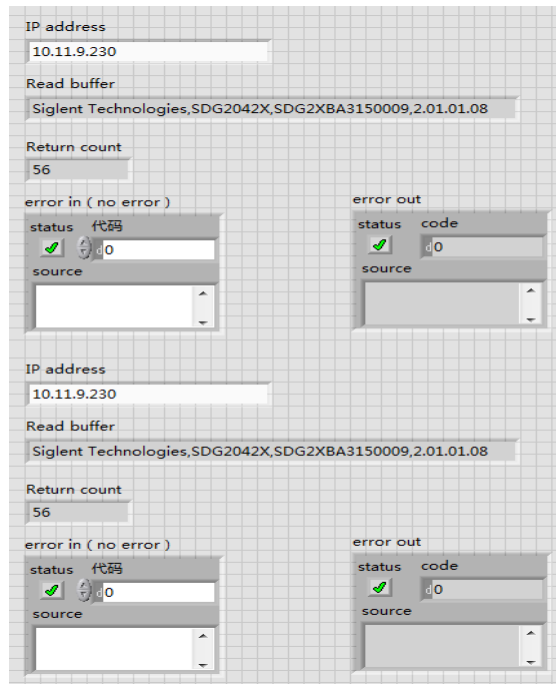 IP address
10.11.9.230
Read buffer
Siglent Technologies,SDG2042X,SDG2XBA3150009,2.01.01.08
Return count
56
error in ( no error )
status 代码
d 0
source
error out
status code
d 0
source
IP address
10.11.9.230
Read buffer
Siglent Technologies,SDG2042X,SDG2XBA3150009,2.01.01.08
Return count
56
error in ( no error )
status 代码
d 0
source
error out
status code
d 0
source